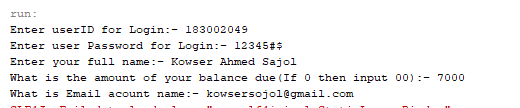 run:
Enter userID for Login:- 183002049
Enter user Password for Login:- 12345#$
Enter your full name:- Kowser Ahmed Sajol
What is the amount of your balance due(If 0 then input 00):- 7000
What is Email acount name:- kowsersojol@gmail.com